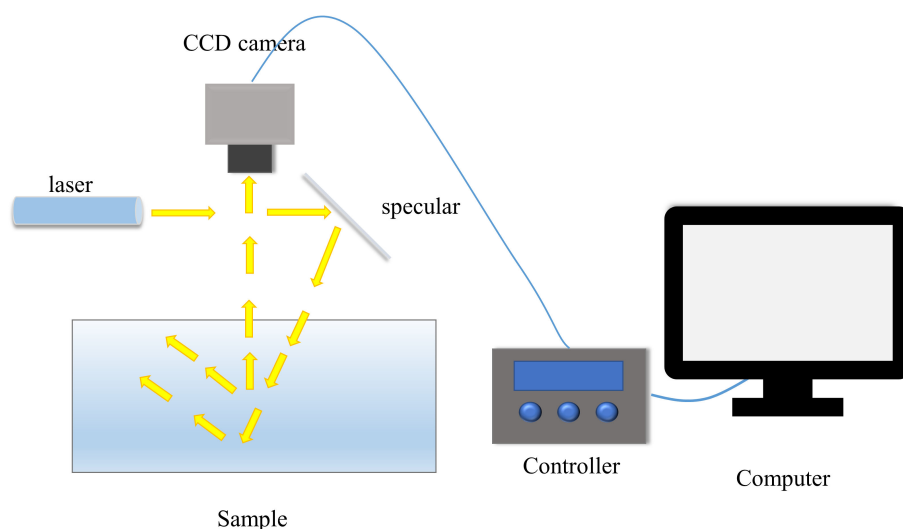 CCD camera
laser
specular
Controller
Computer
Sample